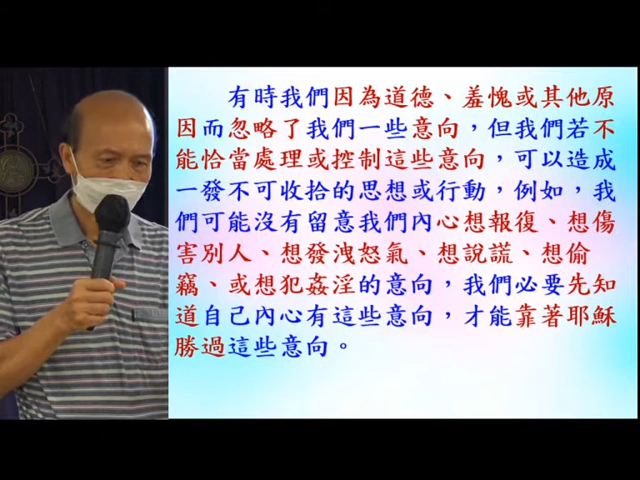 有時我們因為道德、羞愧或其他原
因而忽略了我們一些意向，但我們若不
能恰當處理或控制這些意向，可以造成
一發不可收拾的思想或行動，例如，我
們可能沒有留意我們內心想報復、想傷
害別人、想發洩怒氣、想說謊、想偷
竊、或想犯姦淫的意向，我們必要先知
道自己內心有這些意向，才能靠著耶穌
勝過這些意向。